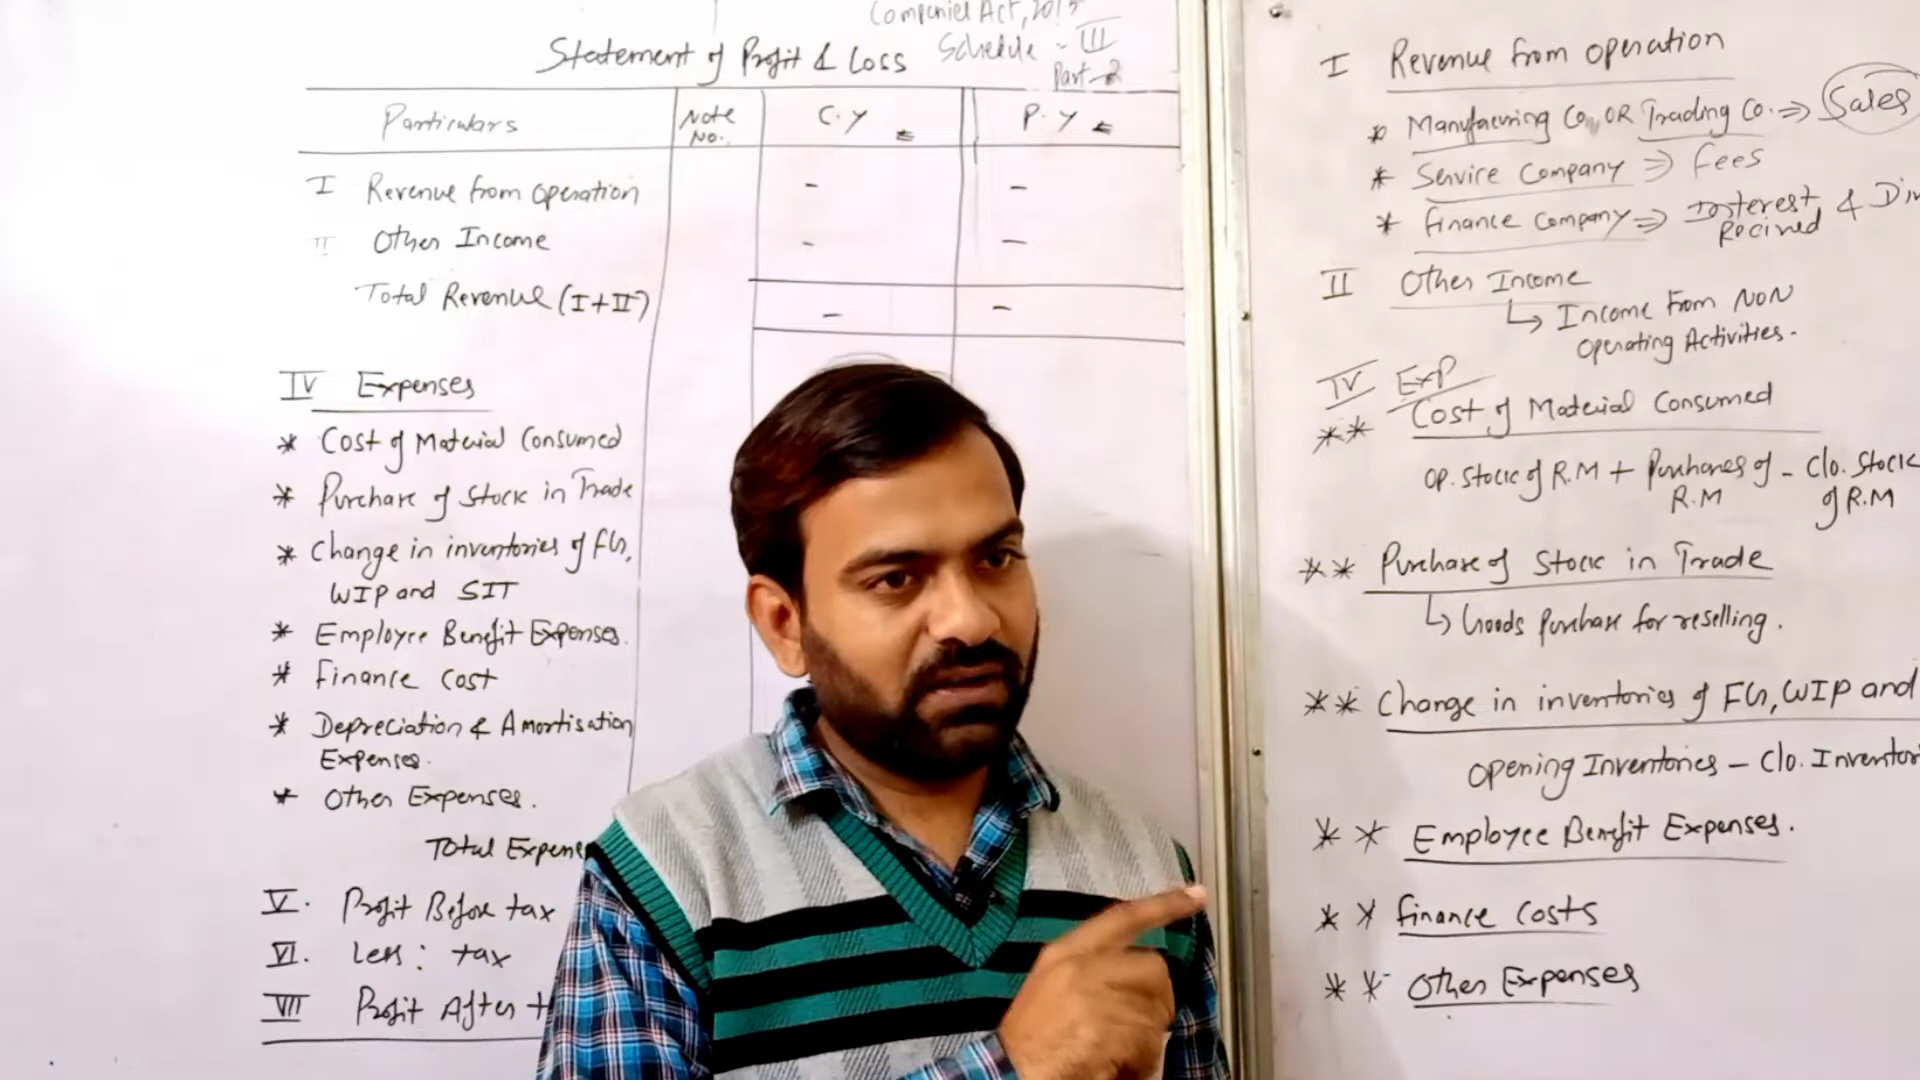 Companies Act, 2013
Statement of Profit & Loss
Schedule - III
Part-2
Particulars
Note No.
C.Y
P.Y
I Revenue from operation - -
II Other Income - -
Total Revenue (I+II) - -
IV Expenses
* Cost of Material Consumed
* Purchase of Stock in Trade
* Change in inventories of FG,
WIP and SIT
* Employee Benefit Expenses.
* Finance Cost
* Depreciation & Amortisation
Expenses.
* Other Expenses.
Total Expenses
V. Profit Before tax
VI. Less: tax
VII Profit After t
I Revenue from operation
* Manufacuring Co. OR Trading Co. ⇒ Sales
* Service Company ⇒ Fees
* Finance Company ⇒ Interest & Div
Recived
II Other Income
↳ Income from NON
Operating Activities.
IV Exp
** Cost of Material Consumed
Op. Stock of R.M + Purchases of - Clo. Stock
R.M of R.M
** Purchase of Stock in Trade
↳ Goods Purchase for reselling.
** Change in inventories of FG, WIP and
Opening Inventories - Clo. Inventori
** Employee Benefit Expenses.
** Finance Costs
** Other Expenses